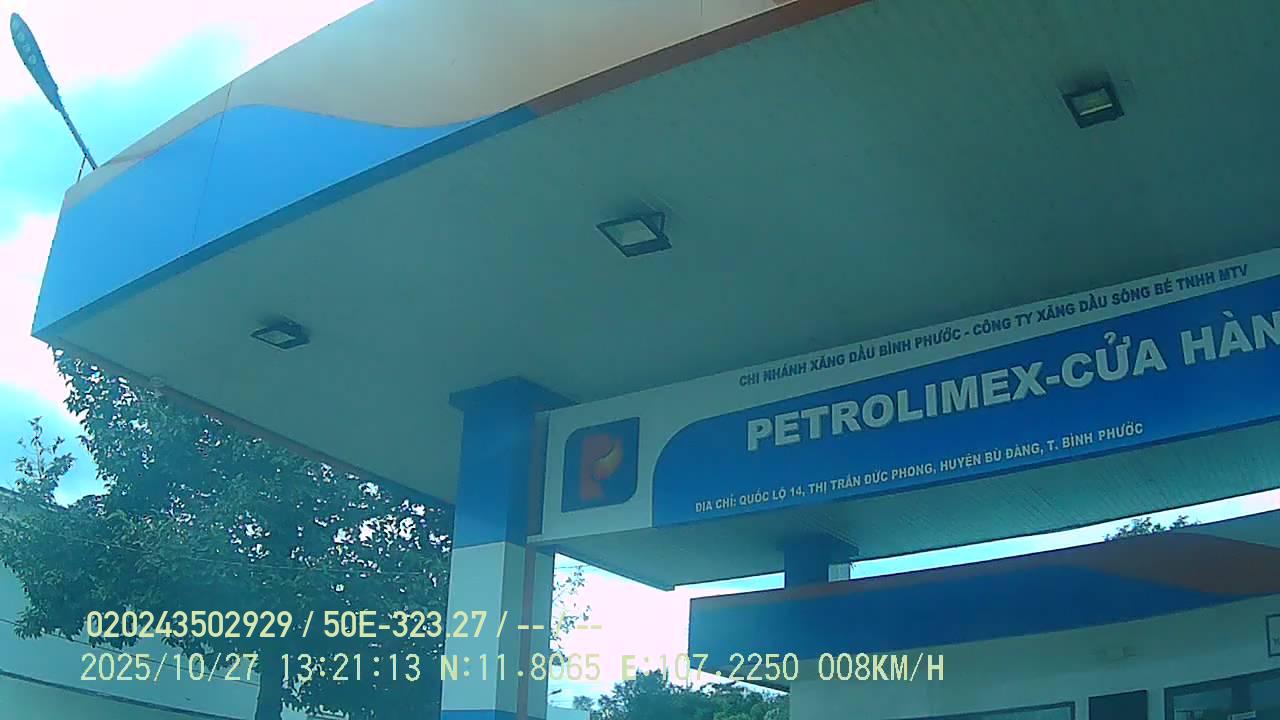 CHI NHÁNH XĂNG DẦU BÌNH PHƯỚC - CÔNG TY XĂNG DẦU SÔNG BÉ TNHH MTV
PETROLIMEX-CỬA HÀN
ĐỊA CHỈ: QUỐC LỘ 14, THỊ TRẤN ĐỨC PHONG, HUYỆN BÙ ĐĂNG, T. BÌNH PHƯỚC
P
020243502929 / 50E-323.27 / -- / --
2025/10/27 13:21:13 N:11.8065 E:107.2250 008KM/H